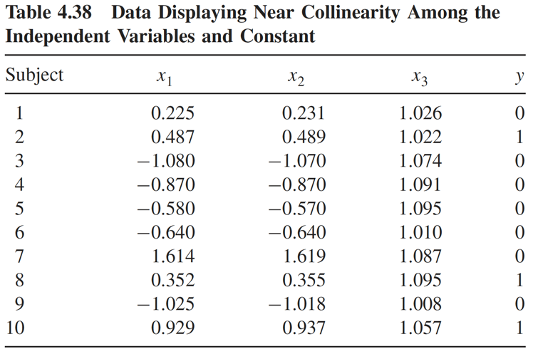 Table 4.38 Data Displaying Near Collinearity Among the
Independent Variables and Constant
Subject x₁ x₂ x₃ y
1 0.225 0.231 1.026 0
2 0.487 0.489 1.022 1
3 −1.080 −1.070 1.074 0
4 −0.870 −0.870 1.091 0
5 −0.580 −0.570 1.095 0
6 −0.640 −0.640 1.010 0
7 1.614 1.619 1.087 0
8 0.352 0.355 1.095 1
9 −1.025 −1.018 1.008 0
10 0.929 0.937 1.057 1